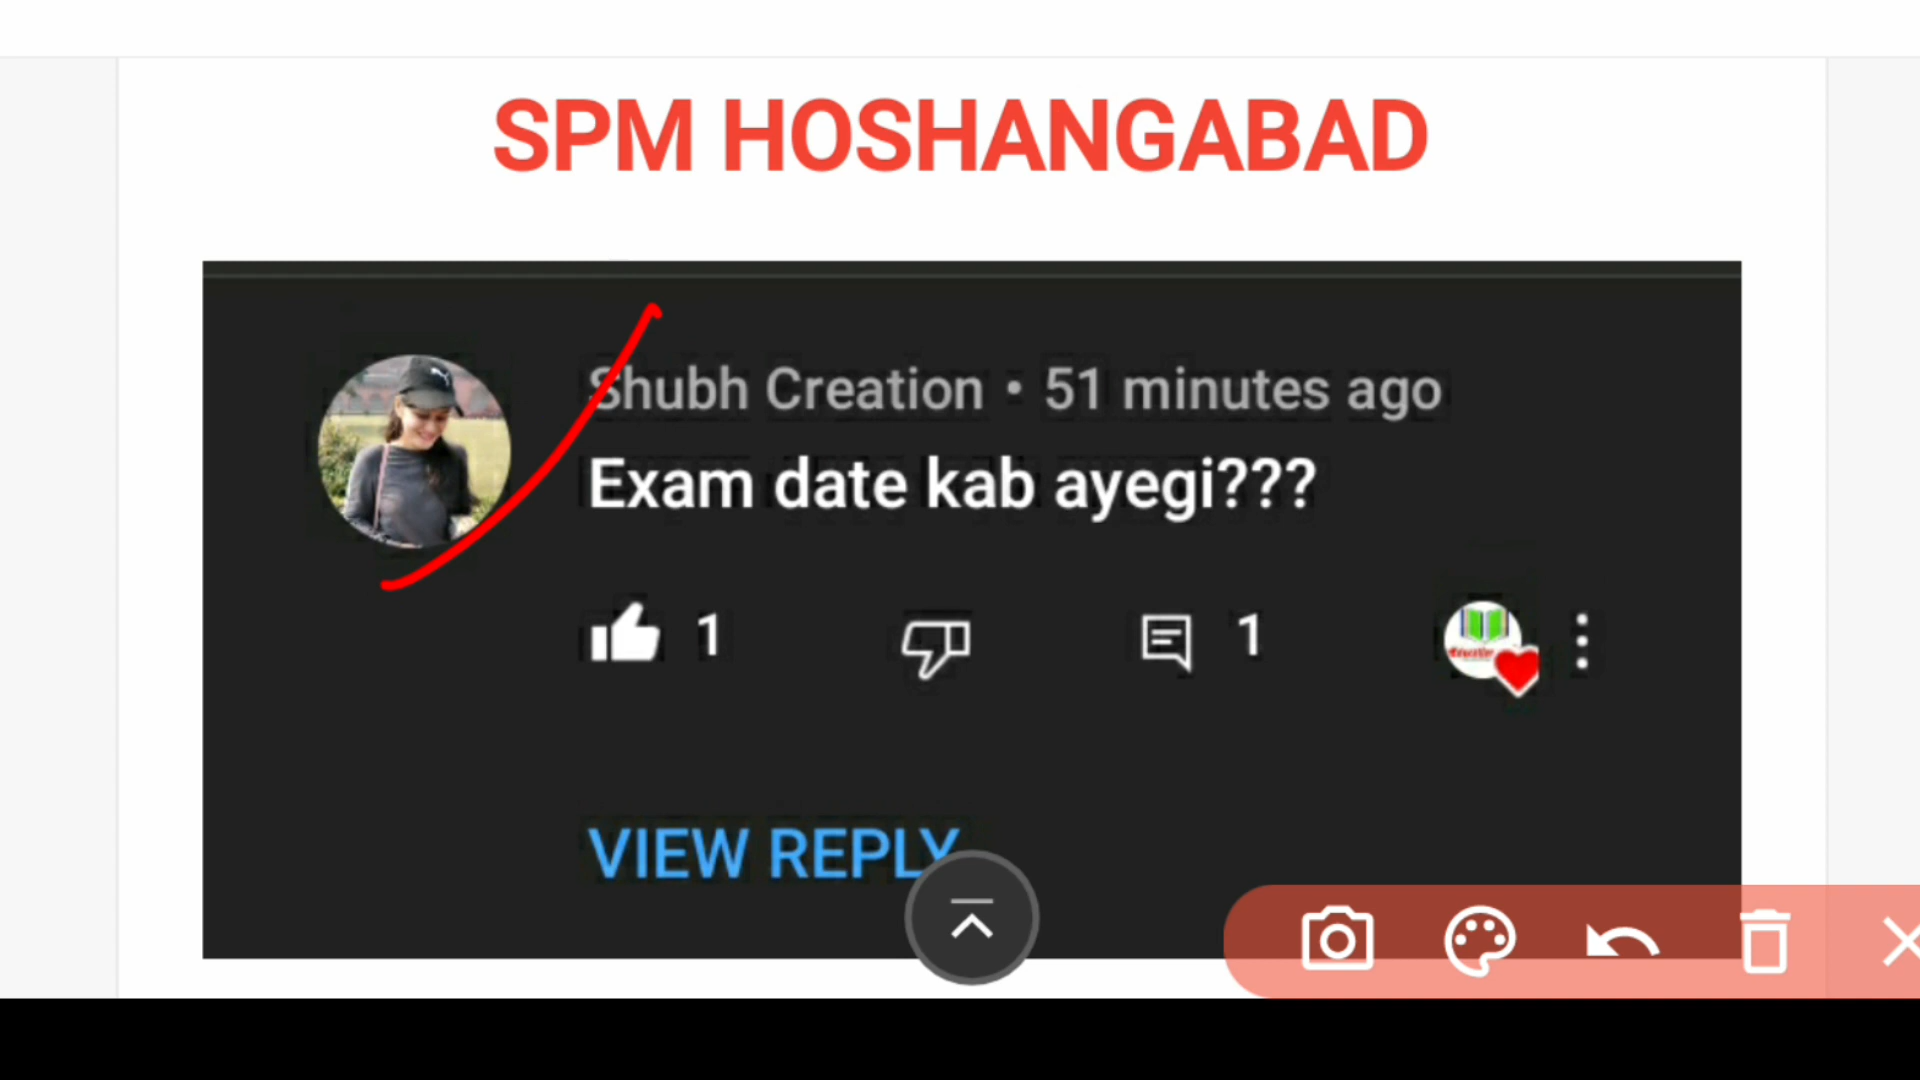 SPM HOSHANGABAD
Shubh Creation • 51 minutes ago
Exam date kab ayegi???
1
1
VIEW REPLY